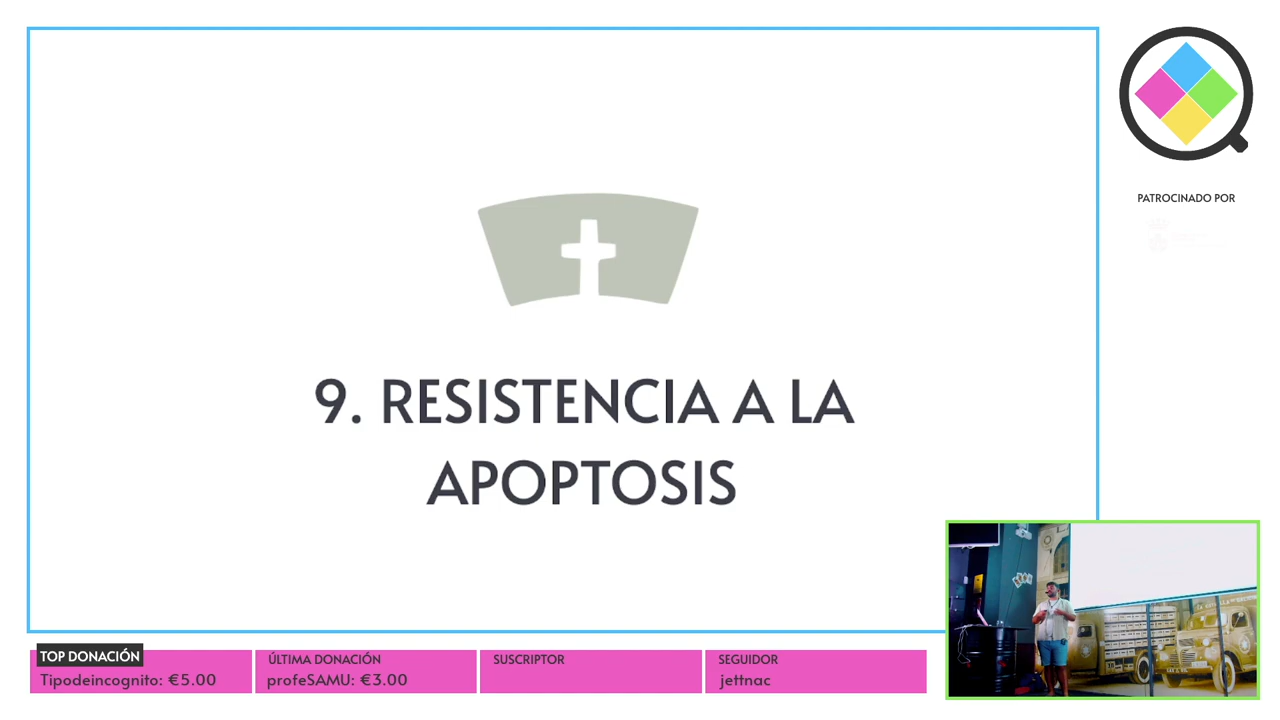 9. RESISTENCIA A LA
APOPTOSIS
PATROCINADO POR
TOP DONACIÓN
Tipodeincognito: €5.00
ÚLTIMA DONACIÓN
profeSAMU: €3.00
SUSCRIPTOR
SEGUIDOR
jettnac